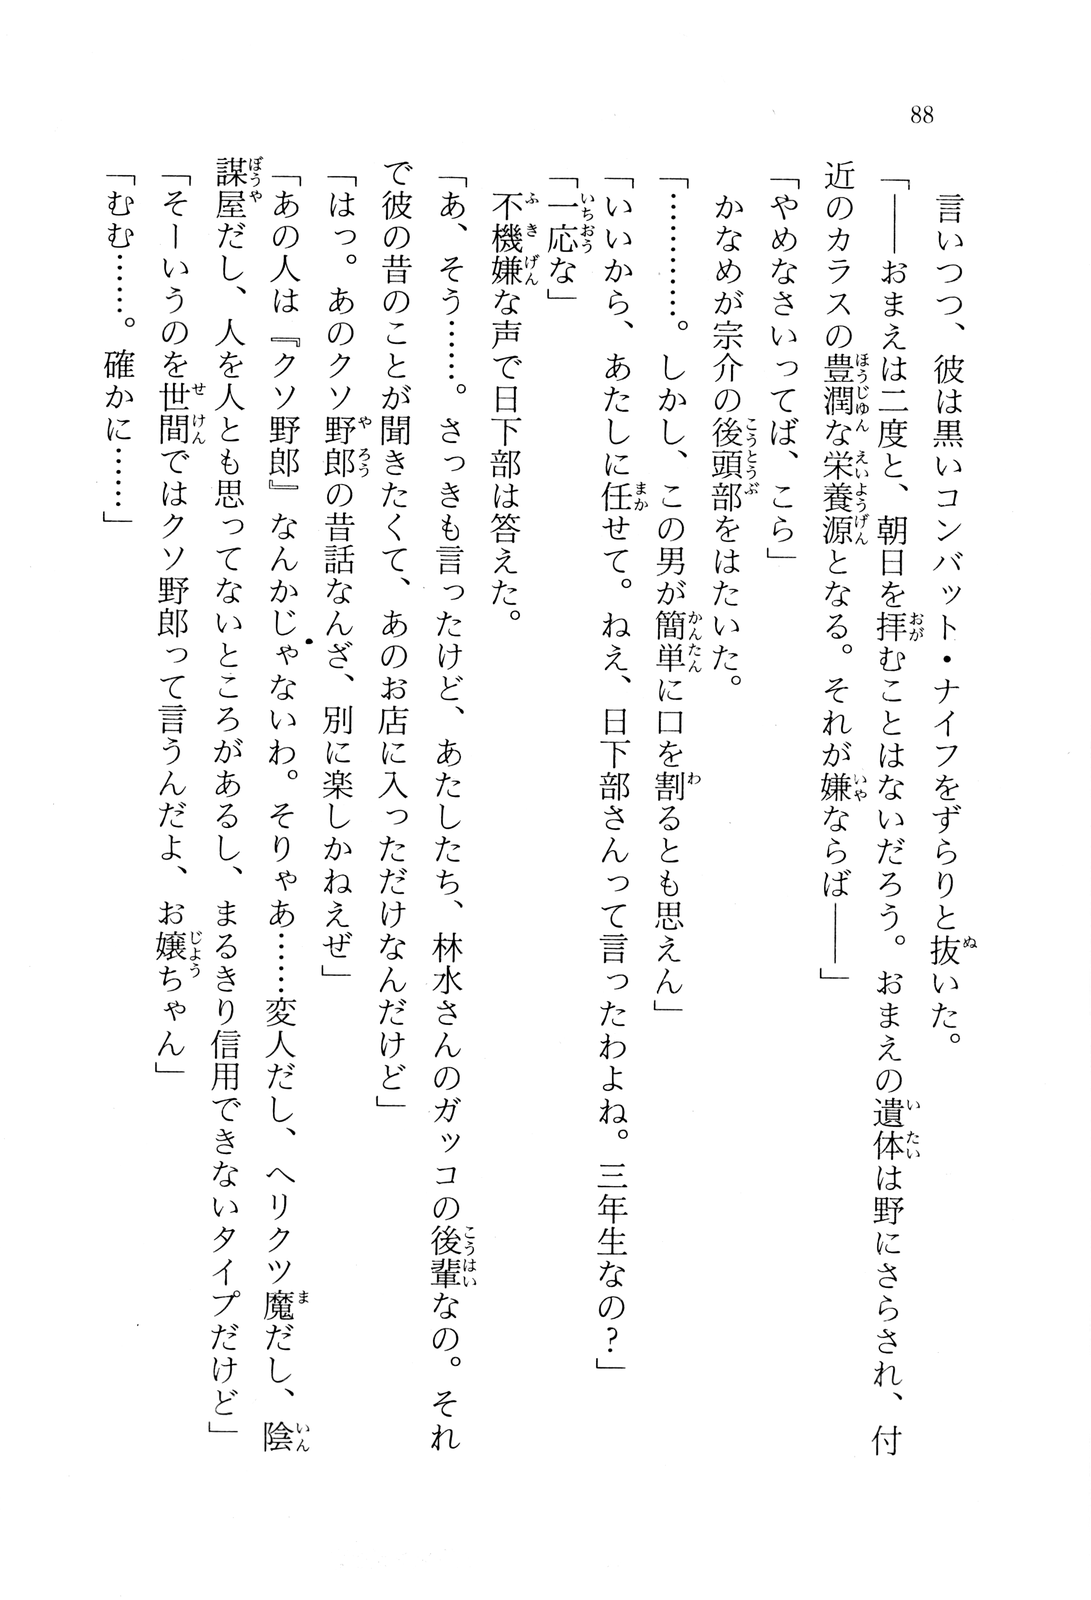 88
　言いつつ、彼は黒いコンバット・ナイフをずらりと抜いた。
「――おまえは二度と、朝日を拝むことはないだろう。おまえの遺体は野にさらされ、付
近のカラスの豊潤な栄養源となる。それが嫌ならば――」
「やめなさいってば、こら」
　かなめが宗介の後頭部をはたいた。
「…………。しかし、この男が簡単に口を割るとも思えん」
「いいから、あたしに任せて。ねえ、日下部さんって言ったわよね。三年生なの？」
「一応な」
　不機嫌な声で日下部は答えた。
「あ、そう……。さっきも言ったけど、あたしたち、林水さんのガッコの後輩なの。それ
で彼の昔のことが聞きたくて、あのお店に入っただけなんだけど」
「はっ。あのクソ野郎の昔話なんざ、別に楽しかねえぜ」
「あの人は『クソ野郎』なんかじゃないわ。そりゃあ……変人だし、ヘリクツ魔だし、陰
謀屋だし、人を人とも思ってないところがあるし、まるきり信用できないタイプだけど」
「そーいうのを世間ではクソ野郎って言うんだよ、お嬢ちゃん」
「むむ……。確かに……」